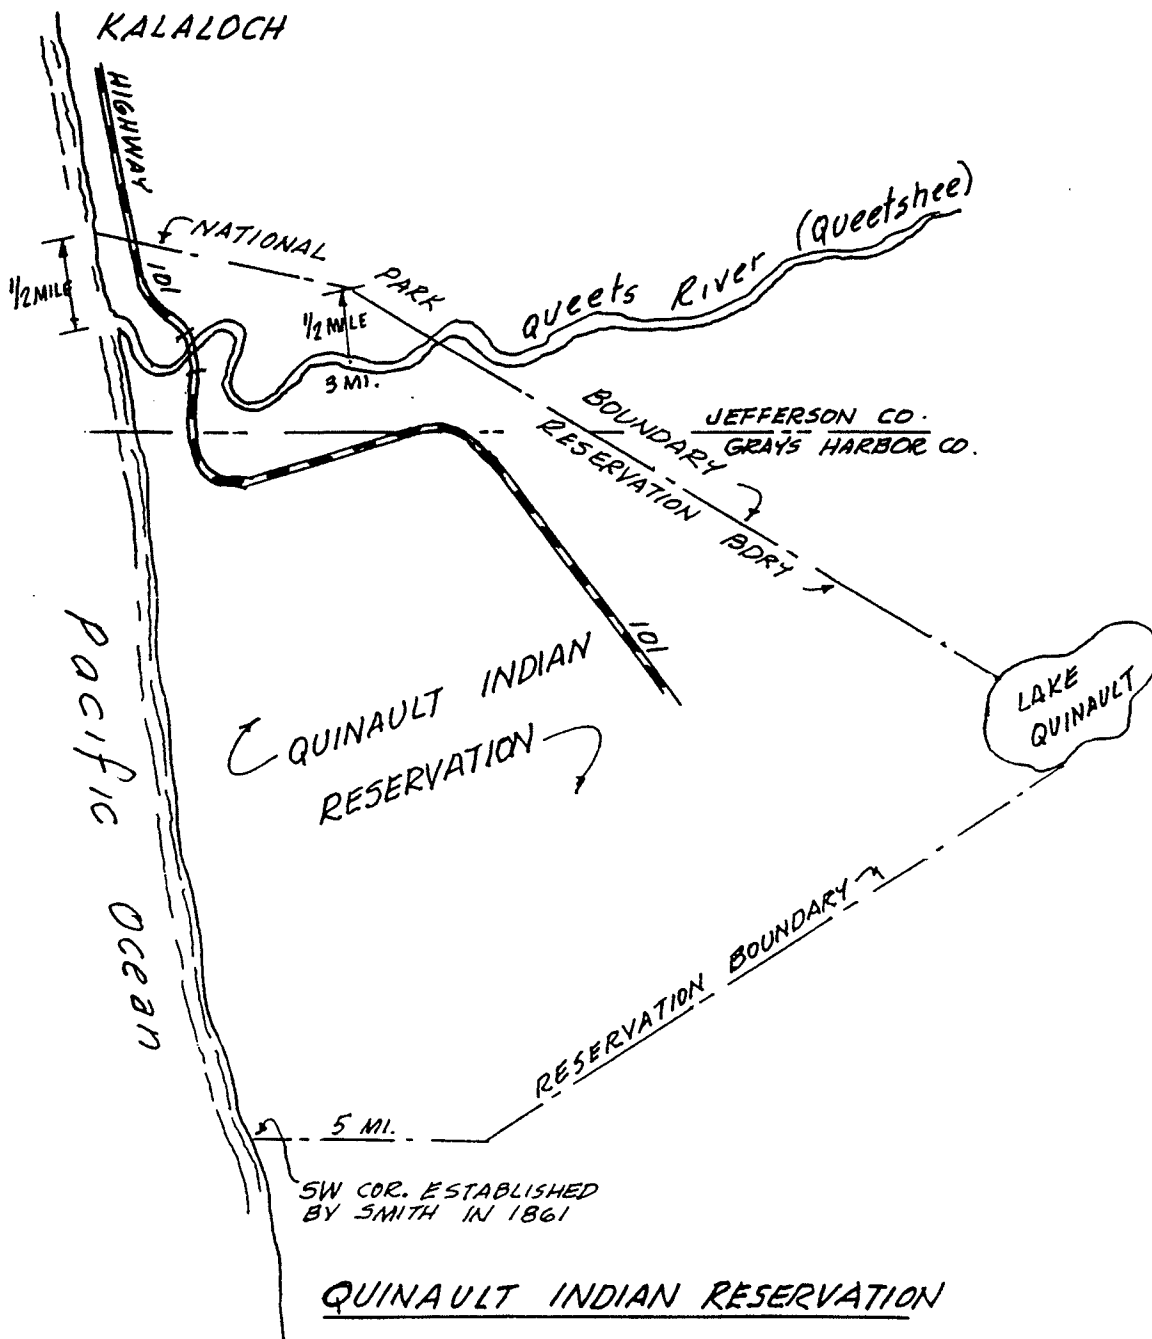 KALALOCH
HIGHWAY
101
NATIONAL
PARK
1/2 MILE
1/2 MILE
3 MI.
Queets River (Queetshee)
BOUNDARY
RESERVATION BDRY
JEFFERSON CO.
GRAYS HARBOR CO.
101
Pacific Ocean
QUINAULT INDIAN
RESERVATION
LAKE
QUINAULT
RESERVATION BOUNDARY
5 MI.
SW COR. ESTABLISHED
BY SMITH IN 1861
QUINAULT INDIAN RESERVATION